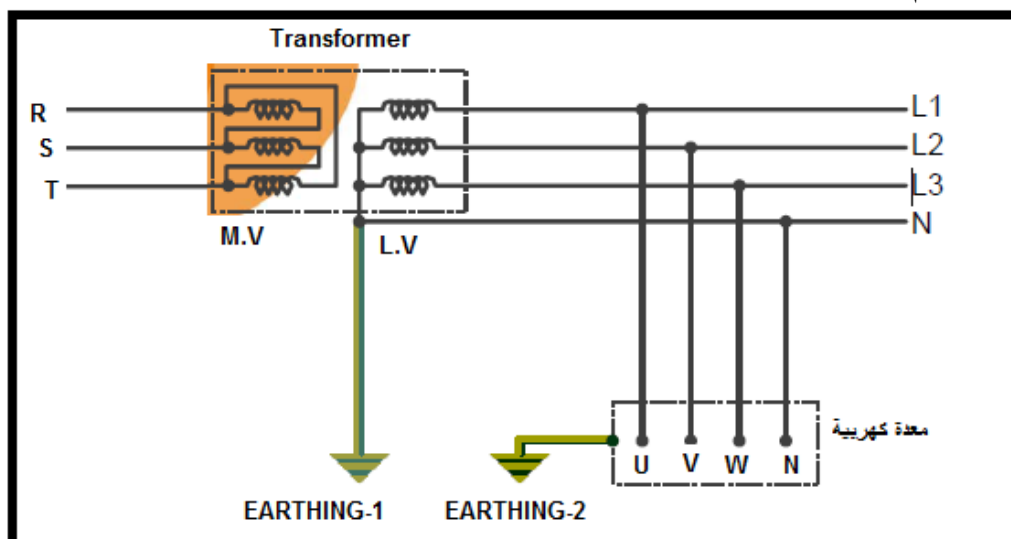 Transformer
R
L1
S
L2
T
L3
N
M.V
L.V
معدة كهربية
U V W N
EARTHING-1
EARTHING-2